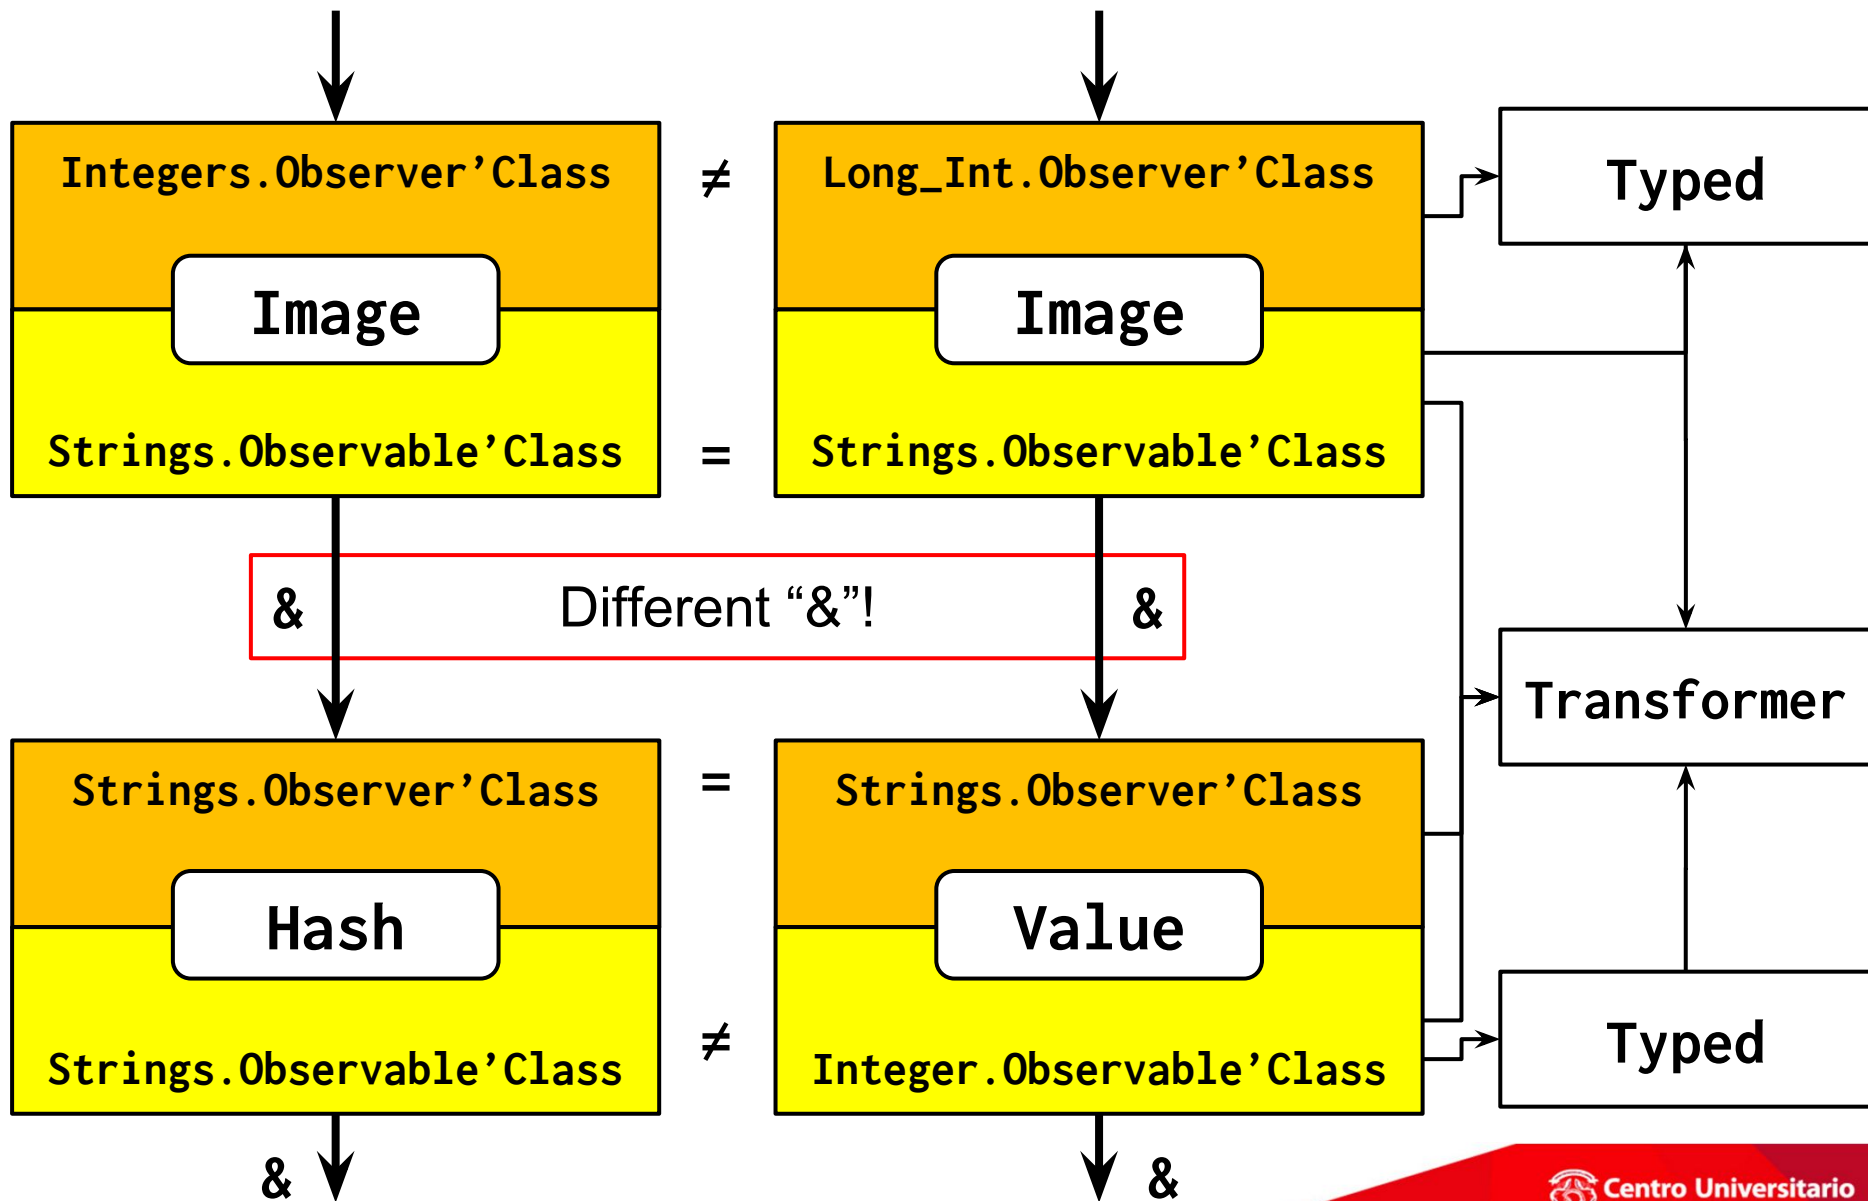 Integers.Observer’Class ≠ Long_Int.Observer’Class
Typed
Image Image
Strings.Observable’Class = Strings.Observable’Class
& Different “&”! &
Transformer
Strings.Observer’Class = Strings.Observer’Class
Hash Value
Typed
Strings.Observable’Class ≠ Integer.Observable’Class
& &
Centro Universitario